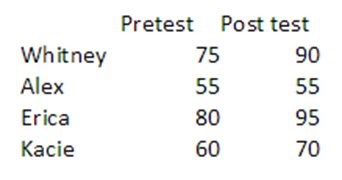 Pretest Post test
Whitney 75 90
Alex 55 55
Erica 80 95
Kacie 60 70